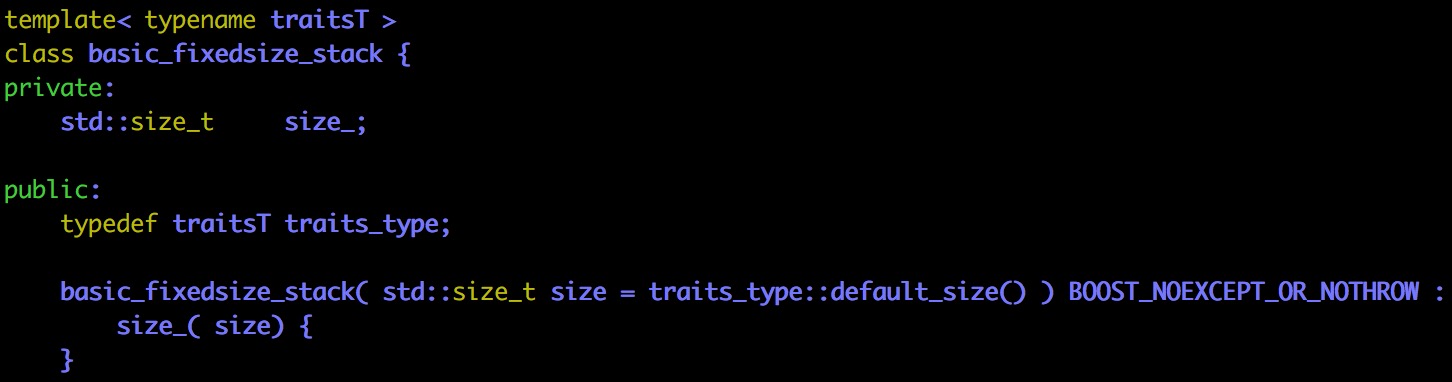 template< typename traitsT >
class basic_fixedsize_stack {
private:
    std::size_t     size_;

public:
    typedef traitsT traits_type;

    basic_fixedsize_stack( std::size_t size = traits_type::default_size() ) BOOST_NOEXCEPT_OR_NOTHROW :
        size_( size) {
    }